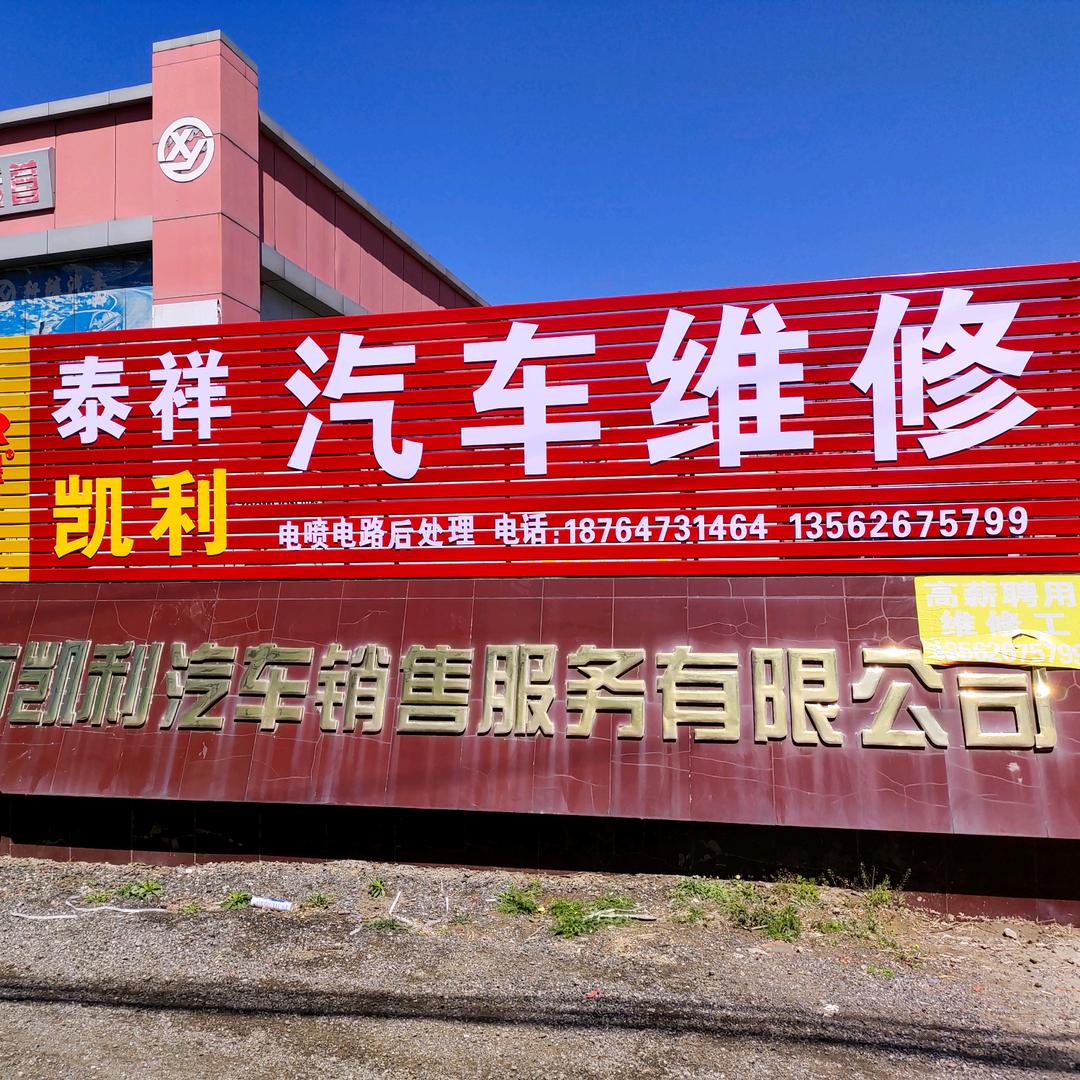 XY
泰祥
凯利
汽车维修
电喷电路后处理 电话:18764731464 13562675799
高薪聘用
维修工
13562675799
凯利汽车销售服务有限公司